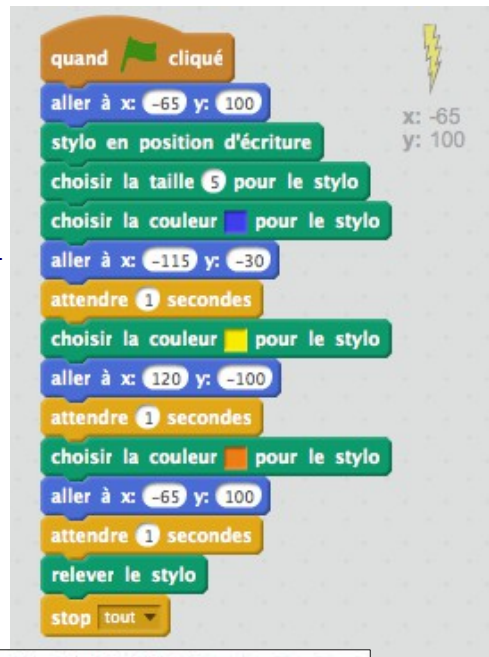 quand cliqué
aller à x: -65 y: 100
x: -65
stylo en position d'écriture
y: 100
choisir la taille 5 pour le stylo
choisir la couleur pour le stylo
aller à x: -115 y: -30
attendre 1 secondes
choisir la couleur pour le stylo
aller à x: 120 y: -100
attendre 1 secondes
choisir la couleur pour le stylo
aller à x: -65 y: 100
attendre 1 secondes
relever le stylo
stop tout